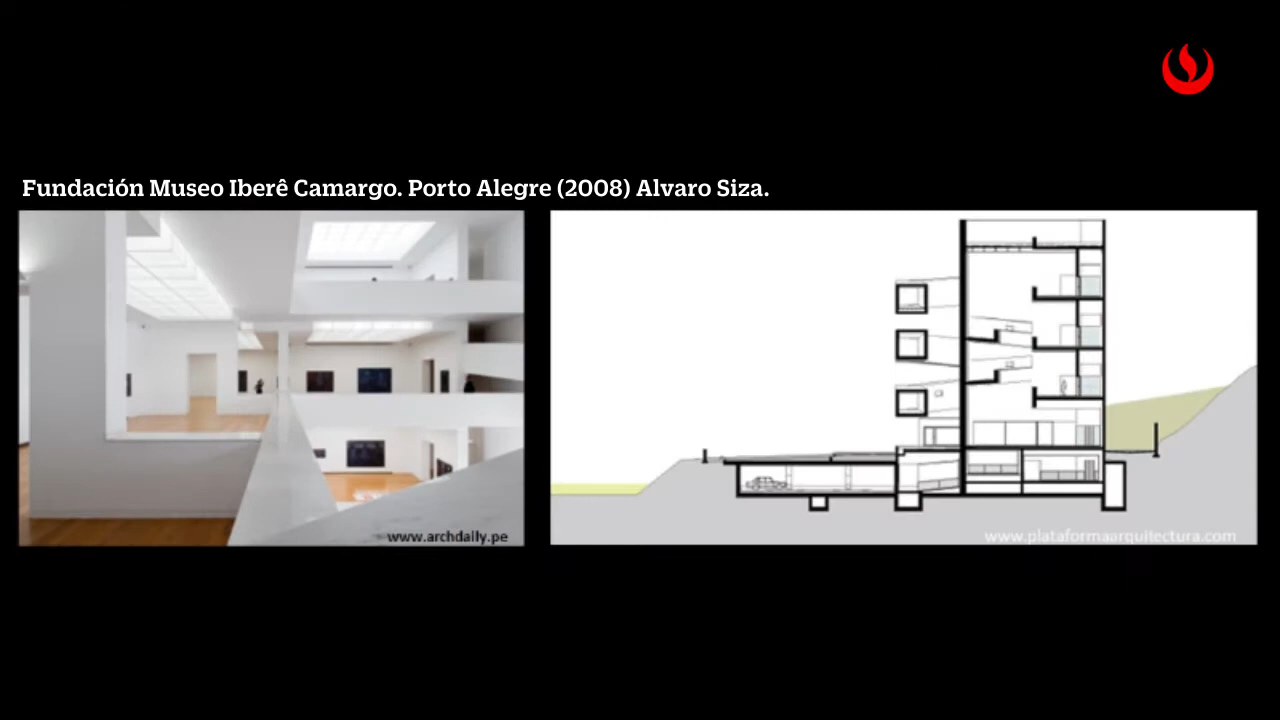 Fundación Museo Iberê Camargo. Porto Alegre (2008) Alvaro Siza.
www.archdaily.pe
www.plataformaarquitectura.com